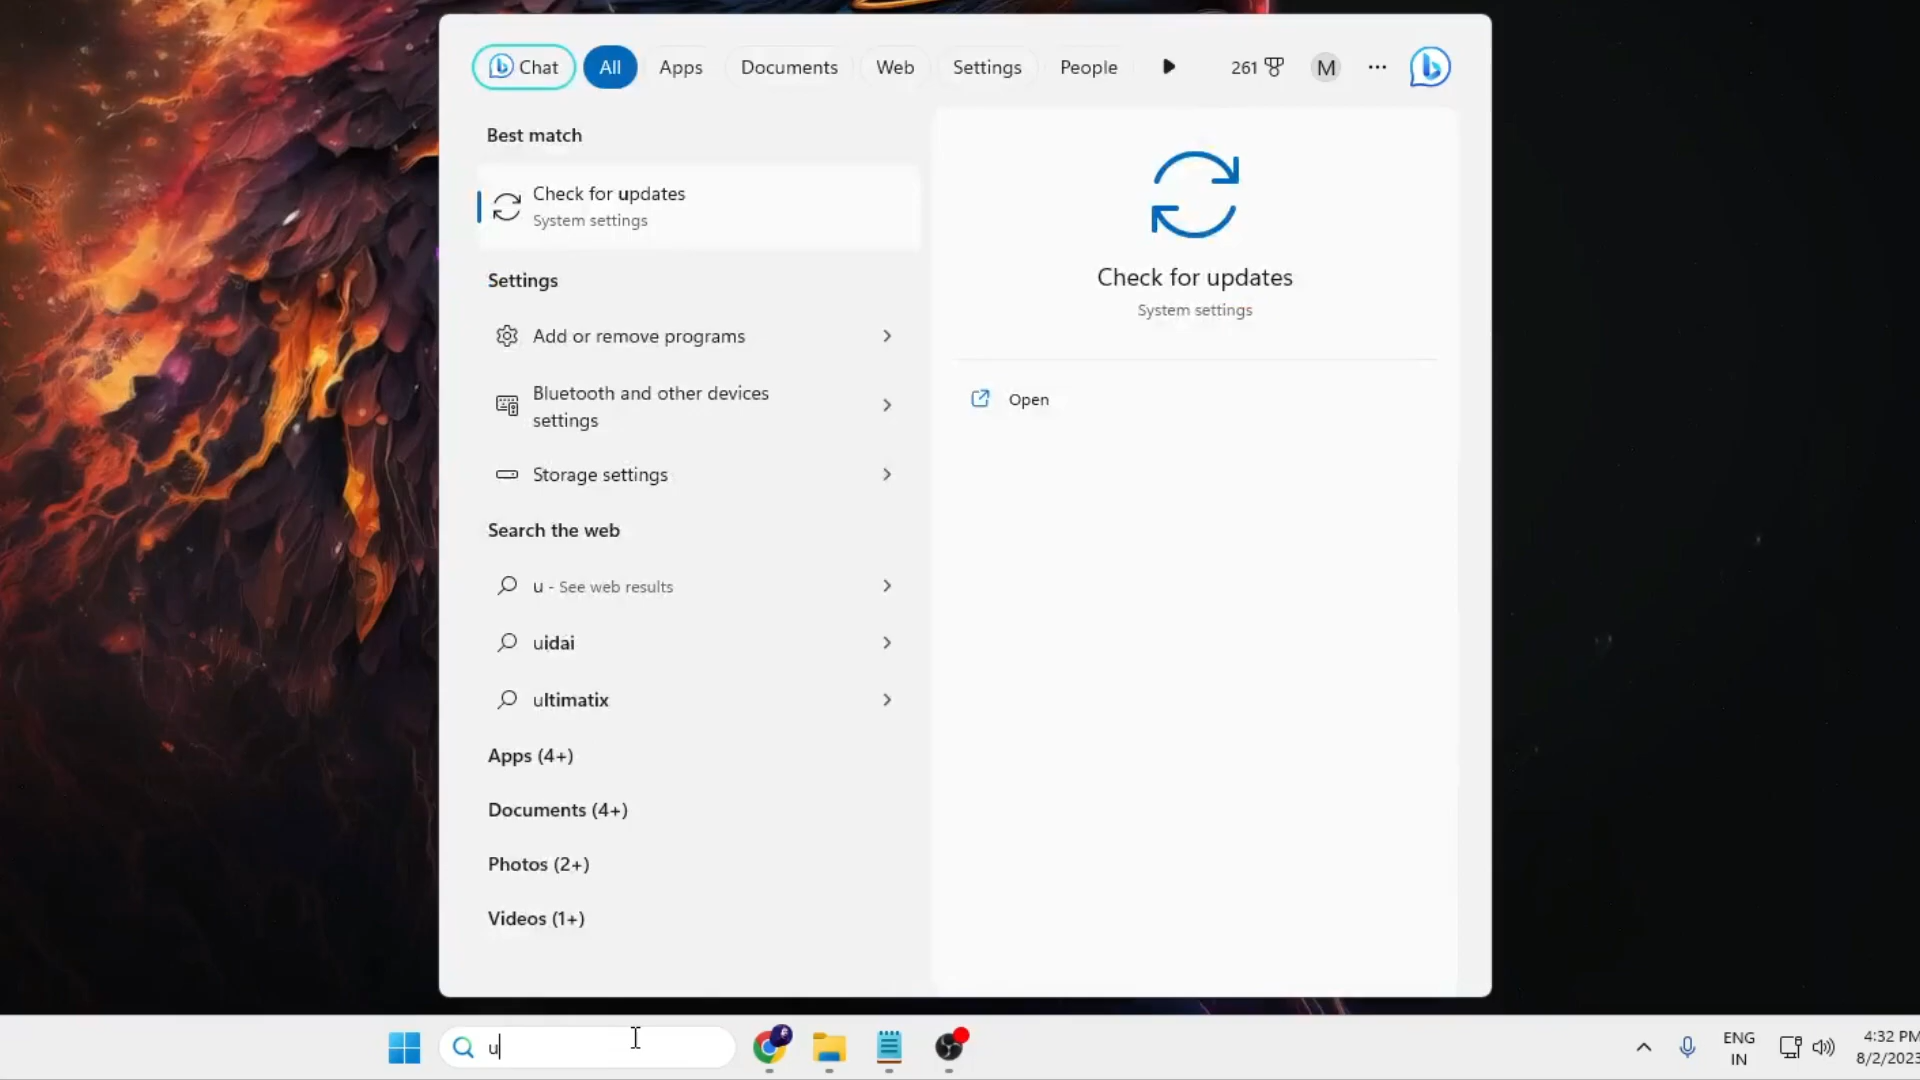 Chat All Apps Documents Web Settings People 261 M
Best match
Check for updates
System settings
Settings
Add or remove programs
Bluetooth and other devices
settings
Storage settings
Search the web
u - See web results
uidai
ultimatix
Apps (4+)
Documents (4+)
Photos (2+)
Videos (1+)
Check for updates
System settings
Open
u
ENG
IN
4:32 PM
8/2/2023